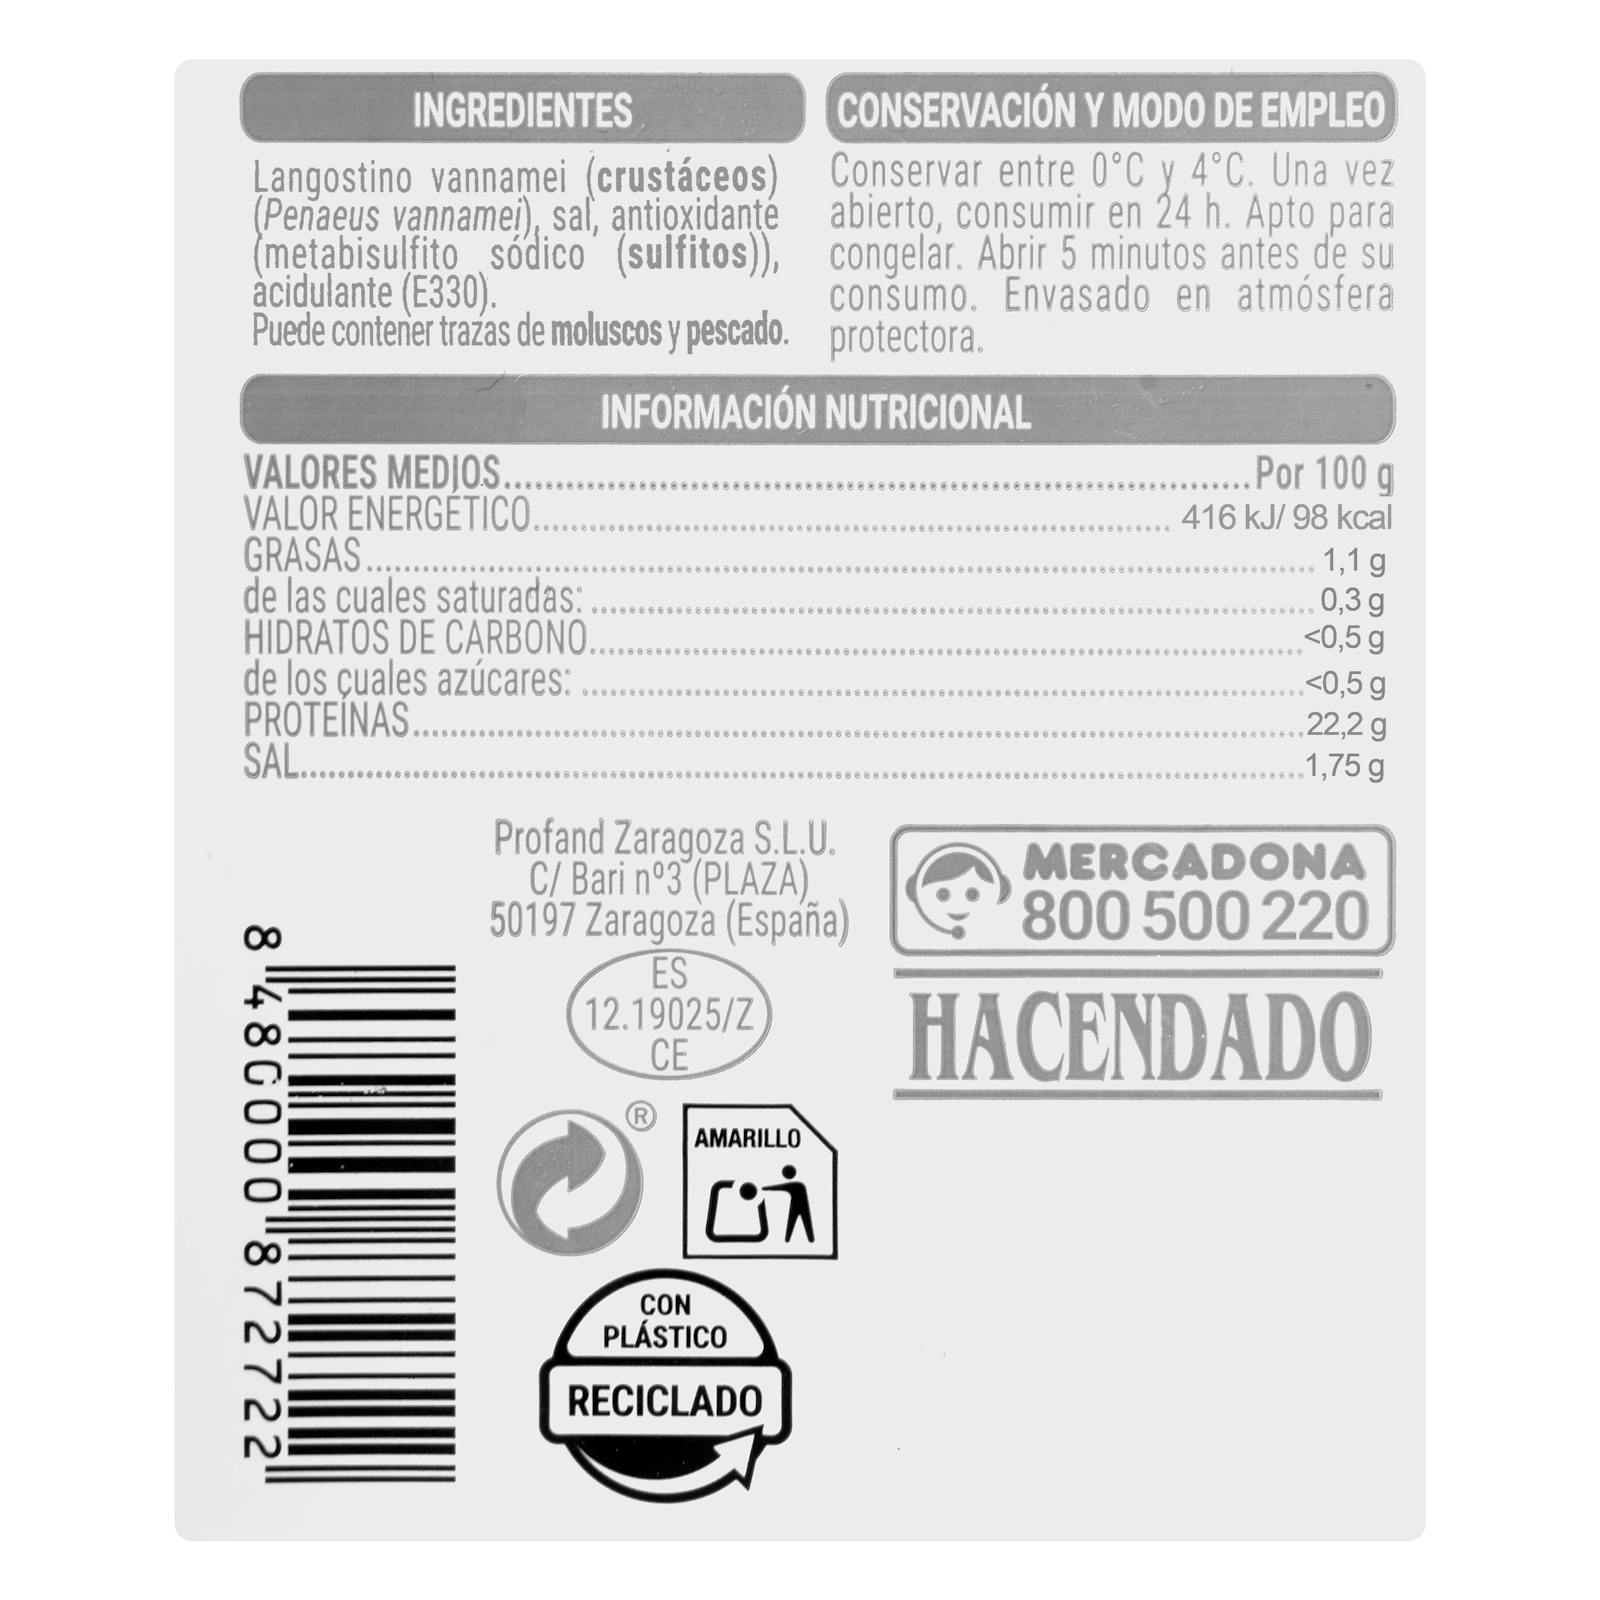 INGREDIENTES
Langostino vannamei (crustáceos)
(Penaeus vannamei), sal, antioxidante
(metabisulfito sódico (sulfitos)),
acidulante (E330).
Puede contener trazas de moluscos y pescado.
CONSERVACIÓN Y MODO DE EMPLEO
Conservar entre 0°C y 4°C. Una vez
abierto, consumir en 24 h. Apto para
congelar. Abrir 5 minutos antes de su
consumo. Envasado en atmósfera
protectora.
INFORMACIÓN NUTRICIONAL
VALORES MEDIOS Por 100 g
VALOR ENERGÉTICO 416 kJ/ 98 kcal
GRASAS 1,1 g
de las cuales saturadas: 0,3 g
HIDRATOS DE CARBONO <0,5 g
de los cuales azúcares: <0,5 g
PROTEÍNAS 22,2 g
SAL 1,75 g
Profand Zaragoza S.L.U.
C/ Bari nº3 (PLAZA)
50197 Zaragoza (España)
ES
12.19025/Z
CE
MERCADONA
800 500 220
HACENDADO
8 480000 872722
®
AMARILLO
CON
PLÁSTICO
RECICLADO